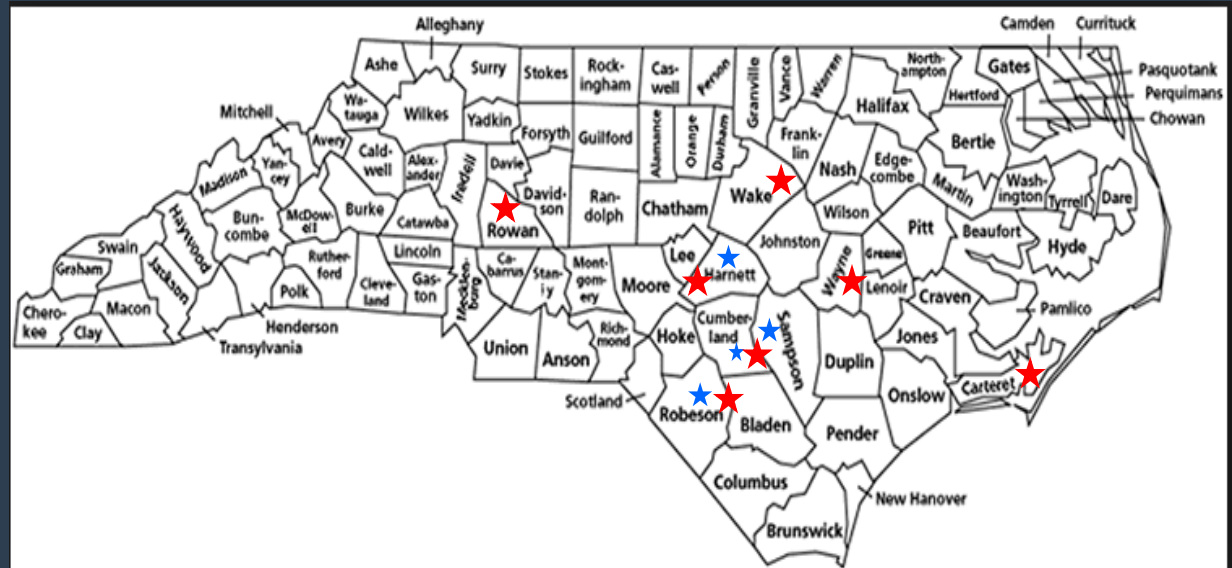 Alleghany
Camden
Currituck
Ashe
Surry
Stokes
Rock-
ingham
Cas-
well
Person
Granville
Vance
Warren
North-
ampton
Gates
Pasquotank
Perquimans
Chowan
Hertford
Halifax
Mitchell
Wa-
tauga
Wilkes
Yadkin
Forsyth
Guilford
Alamance
Orange
Durham
Frank-
lin
Nash
Edge-
combe
Bertie
Martin
Wash-
ington
Tyrrell
Dare
Avery
Cald-
well
Alex-
ander
Iredell
Davie
David-
son
Ran-
dolph
Chatham
Wake
Wilson
Pitt
Beaufort
Hyde
Madison
Yan-
cey
Burke
Catawba
Rowan
Johnston
Wayne
Greene
Lenoir
Craven
Pamlico
Haywood
Bun-
combe
McDow-
ell
Swain
Graham
Jackson
Ruther-
ford
Lincoln
Cleve-
land
Gas-
ton
Mecklen-
burg
Ca-
barrus
Stan-
ly
Mont-
gom-
ery
Moore
Lee
Harnett
Chero-
kee
Clay
Macon
Polk
Henderson
Transylvania
Union
Anson
Rich-
mond
Hoke
Cumber-
land
Sampson
Duplin
Jones
Onslow
Carteret
Scotland
Robeson
Bladen
Pender
Columbus
New Hanover
Brunswick